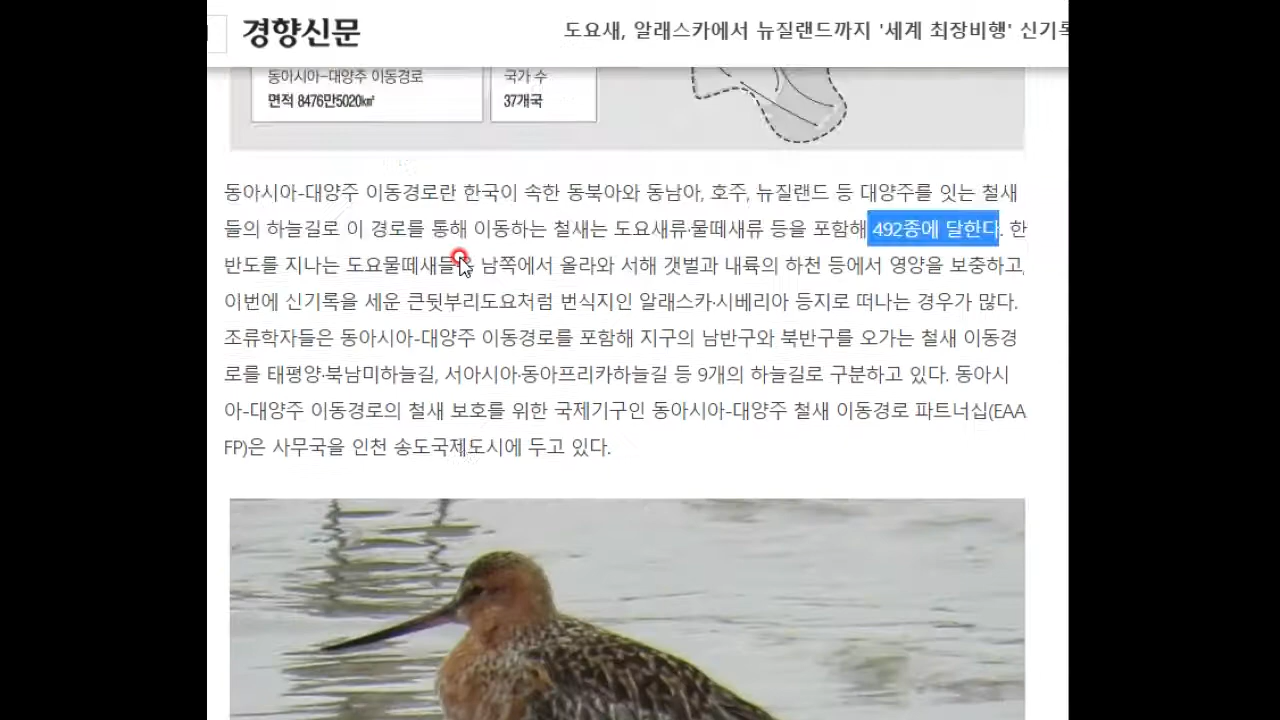 경향신문
도요새, 알래스카에서 뉴질랜드까지 '세계 최장비행' 신기록
동아시아-대양주 이동경로
면적 8476만5020㎢
국가 수
37개국
동아시아-대양주 이동경로란 한국이 속한 동북아와 동남아, 호주, 뉴질랜드 등 대양주를 잇는 철새
들의 하늘길로 이 경로를 통해 이동하는 철새는 도요새류·물떼새류 등을 포함해 492종에 달한다. 한
반도를 지나는 도요물떼새들은 남쪽에서 올라와 서해 갯벌과 내륙의 하천 등에서 영양을 보충하고,
이번에 신기록을 세운 큰뒷부리도요처럼 번식지인 알래스카·시베리아 등지로 떠나는 경우가 많다.
조류학자들은 동아시아-대양주 이동경로를 포함해 지구의 남반구와 북반구를 오가는 철새 이동경
로를 태평양·북남미하늘길, 서아시아·동아프리카하늘길 등 9개의 하늘길로 구분하고 있다. 동아시
아-대양주 이동경로의 철새 보호를 위한 국제기구인 동아시아-대양주 철새 이동경로 파트너십(EAA
FP)은 사무국을 인천 송도국제도시에 두고 있다.